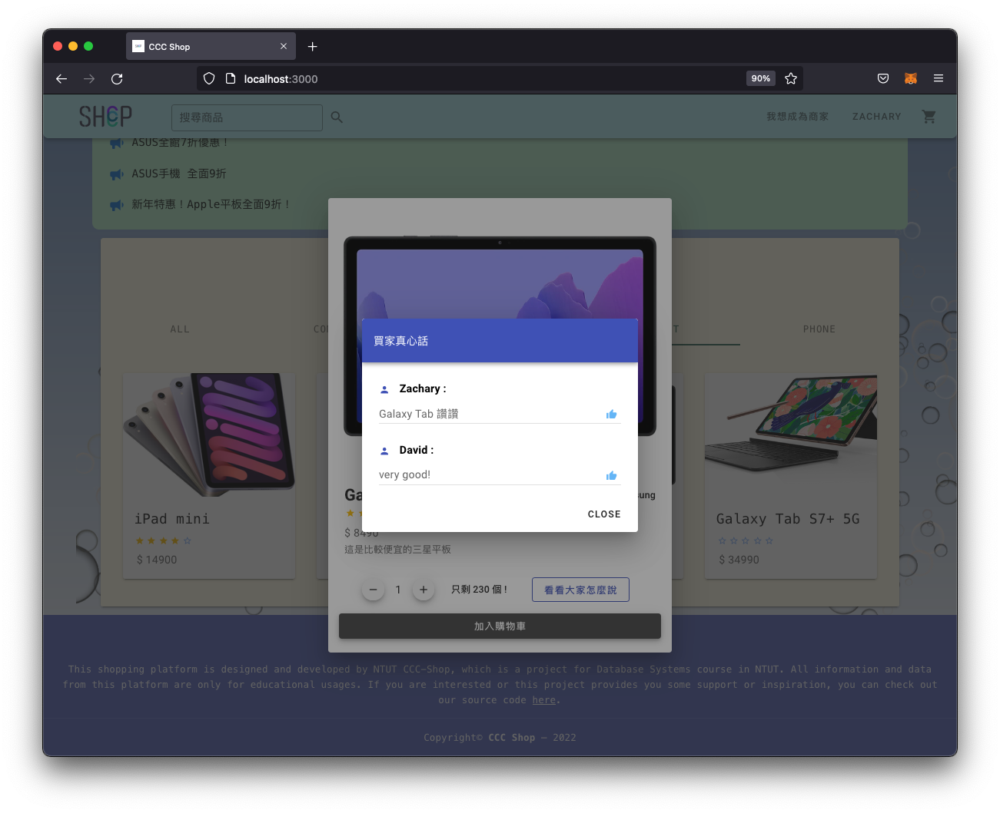 CCC Shop
localhost:3000
90%
SHCCP
搜尋商品
我想成為商家
ZACHARY
ASUS全館7折優惠！
ASUS手機 全面9折
新年特惠！Apple平板全面9折！
ALL
PHONE
買家真心話
Zachary :
Galaxy Tab 讚讚
David :
very good!
CLOSE
$ 8490
這是比較便宜的三星平板
1
只剩 230 個 !
看看大家怎麼說
加入購物車
iPad mini
$ 14900
Galaxy Tab S7+ 5G
$ 34990
This shopping platform is designed and developed by NTUT CCC-Shop, which is a project for Database Systems course in NTUT. All information and data
from this platform are only for educational usages. If you are interested or this project provides you some support or inspiration, you can check out
our source code here.
Copyright© CCC Shop — 2022